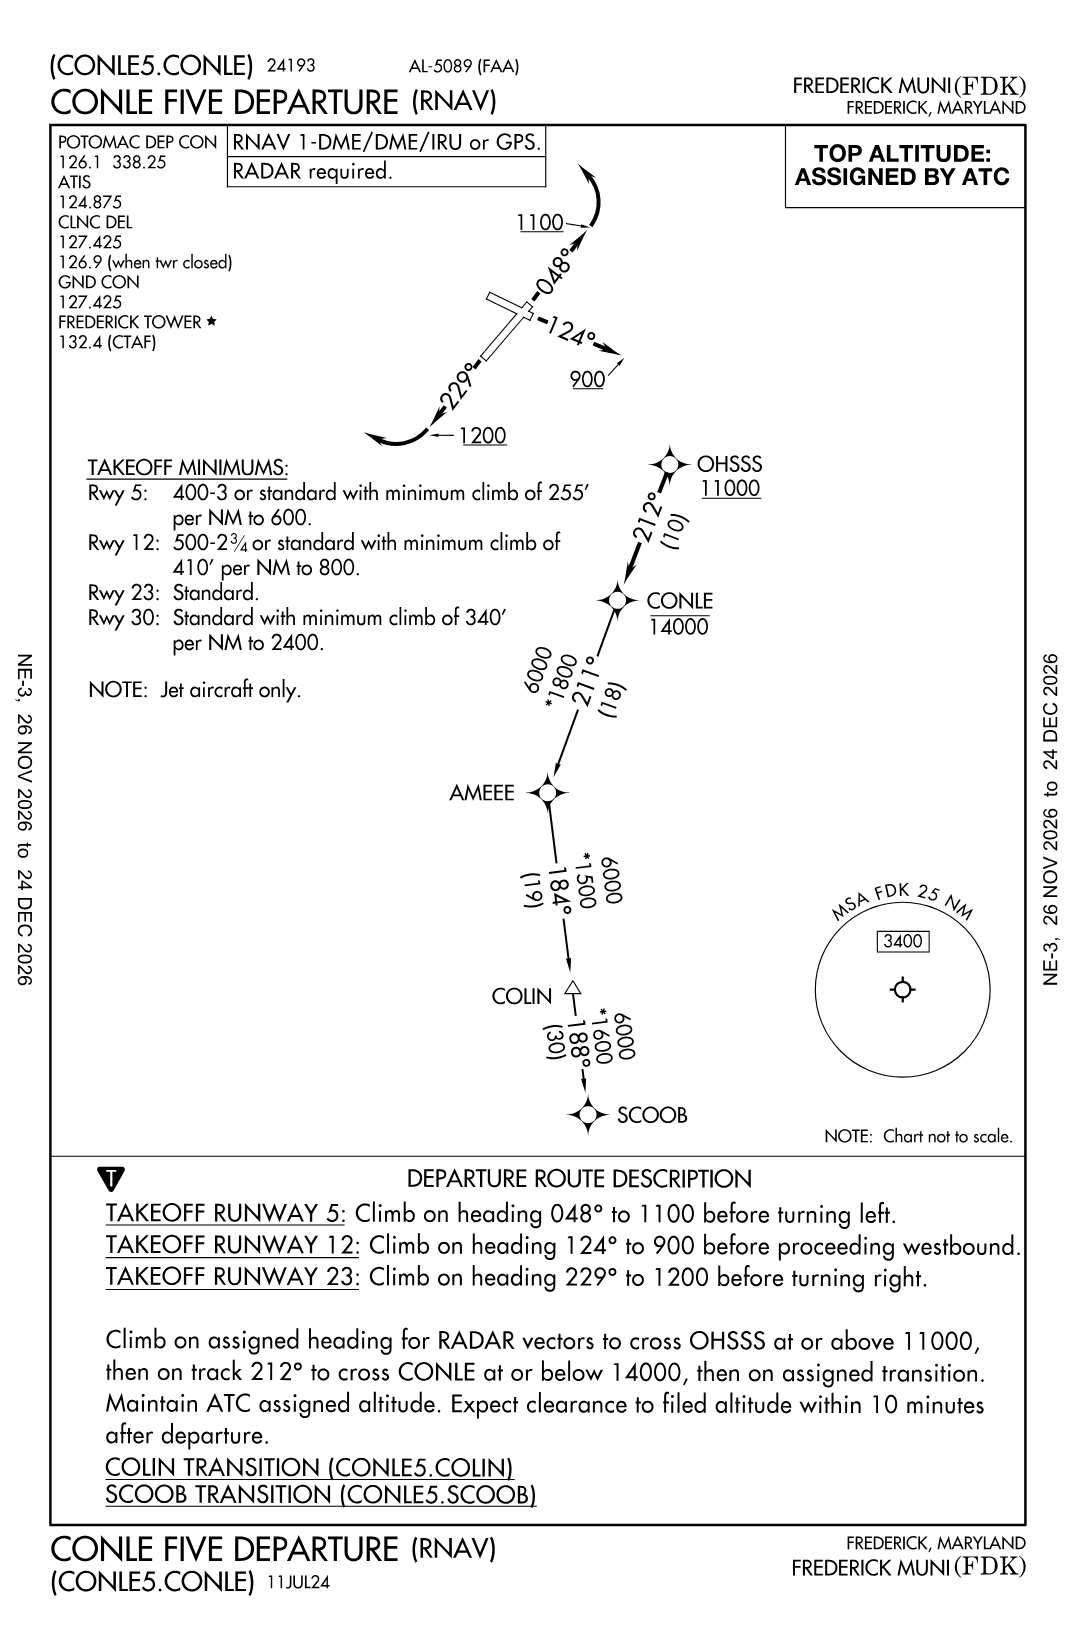 (CONLE5.CONLE) 24193
AL-5089 (FAA)
CONLE FIVE DEPARTURE (RNAV)
FREDERICK MUNI (FDK)
FREDERICK, MARYLAND
POTOMAC DEP CON
126.1 338.25
ATIS
124.875
CLNC DEL
127.425
126.9 (when twr closed)
GND CON
127.425
FREDERICK TOWER ★
132.4 (CTAF)
RNAV 1-DME/DME/IRU or GPS.
RADAR required.
TOP ALTITUDE:
ASSIGNED BY ATC
1100
048°
124°
900
229°
1200
TAKEOFF MINIMUMS:
Rwy 5: 400-3 or standard with minimum climb of 255′
per NM to 600.
Rwy 12: 500-2¾ or standard with minimum climb of
410′ per NM to 800.
Rwy 23: Standard.
Rwy 30: Standard with minimum climb of 340′
per NM to 2400.
NOTE: Jet aircraft only.
OHSSS
11000
212°
(10)
CONLE
14000
6000
*1800
211°
(18)
AMEEE
6000
*1500
184°
(19)
COLIN
6000
*1600
188°
(30)
SCOOB
MSA FDK 25 NM
3400
NOTE: Chart not to scale.
NE-3, 26 NOV 2026 to 24 DEC 2026
NE-3, 26 NOV 2026 to 24 DEC 2026
T
DEPARTURE ROUTE DESCRIPTION
TAKEOFF RUNWAY 5: Climb on heading 048° to 1100 before turning left.
TAKEOFF RUNWAY 12: Climb on heading 124° to 900 before proceeding westbound.
TAKEOFF RUNWAY 23: Climb on heading 229° to 1200 before turning right.
Climb on assigned heading for RADAR vectors to cross OHSSS at or above 11000,
then on track 212° to cross CONLE at or below 14000, then on assigned transition.
Maintain ATC assigned altitude. Expect clearance to filed altitude within 10 minutes
after departure.
COLIN TRANSITION (CONLE5.COLIN)
SCOOB TRANSITION (CONLE5.SCOOB)
CONLE FIVE DEPARTURE (RNAV)
(CONLE5.CONLE) 11JUL24
FREDERICK, MARYLAND
FREDERICK MUNI (FDK)